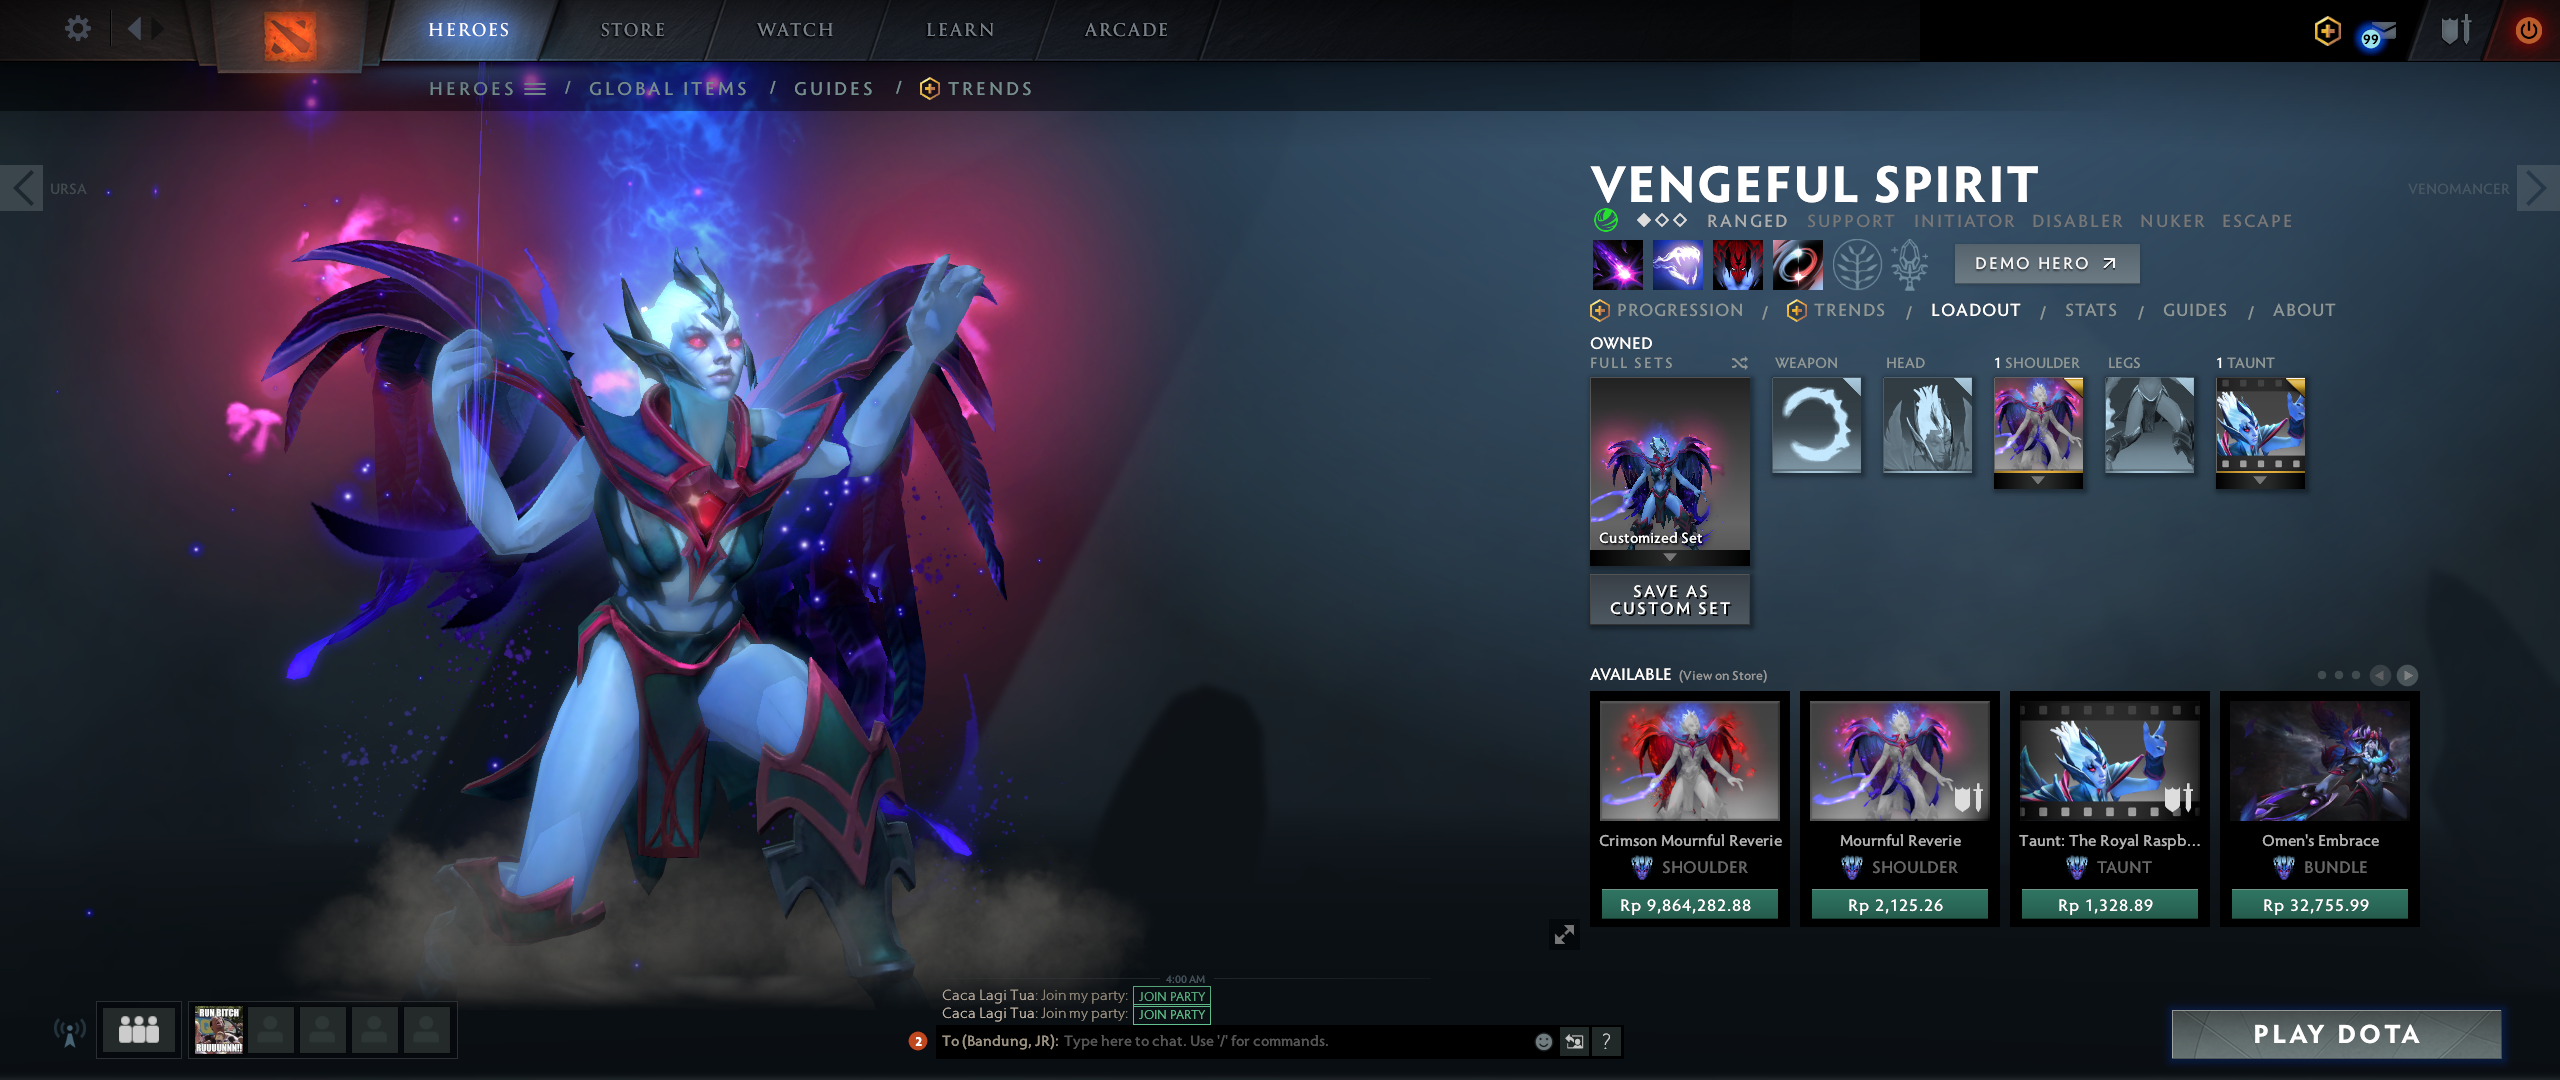 HEROES STORE WATCH LEARN ARCADE
99
HEROES / GLOBAL ITEMS / GUIDES / TRENDS
URSA
VENOMANCER
VENGEFUL SPIRIT
RANGED SUPPORT INITIATOR DISABLER NUKER ESCAPE
DEMO HERO
PROGRESSION / TRENDS / LOADOUT / STATS / GUIDES / ABOUT
OWNED
FULL SETS WEAPON HEAD 1 SHOULDER LEGS 1 TAUNT
Customized Set
SAVE AS
CUSTOM SET
AVAILABLE (View on Store)
Crimson Mournful Reverie
SHOULDER
Rp 9,864,282.88
Mournful Reverie
SHOULDER
Rp 2,125.26
Taunt: The Royal Raspb...
TAUNT
Rp 1,328.89
Omen's Embrace
BUNDLE
Rp 32,755.99
4:00 AM
Caca Lagi Tua: Join my party: JOIN PARTY
Caca Lagi Tua: Join my party: JOIN PARTY
2 To (Bandung, JR): Type here to chat. Use '/' for commands. ?
RUN BITCH
RUUUUNNN!!
PLAY DOTA